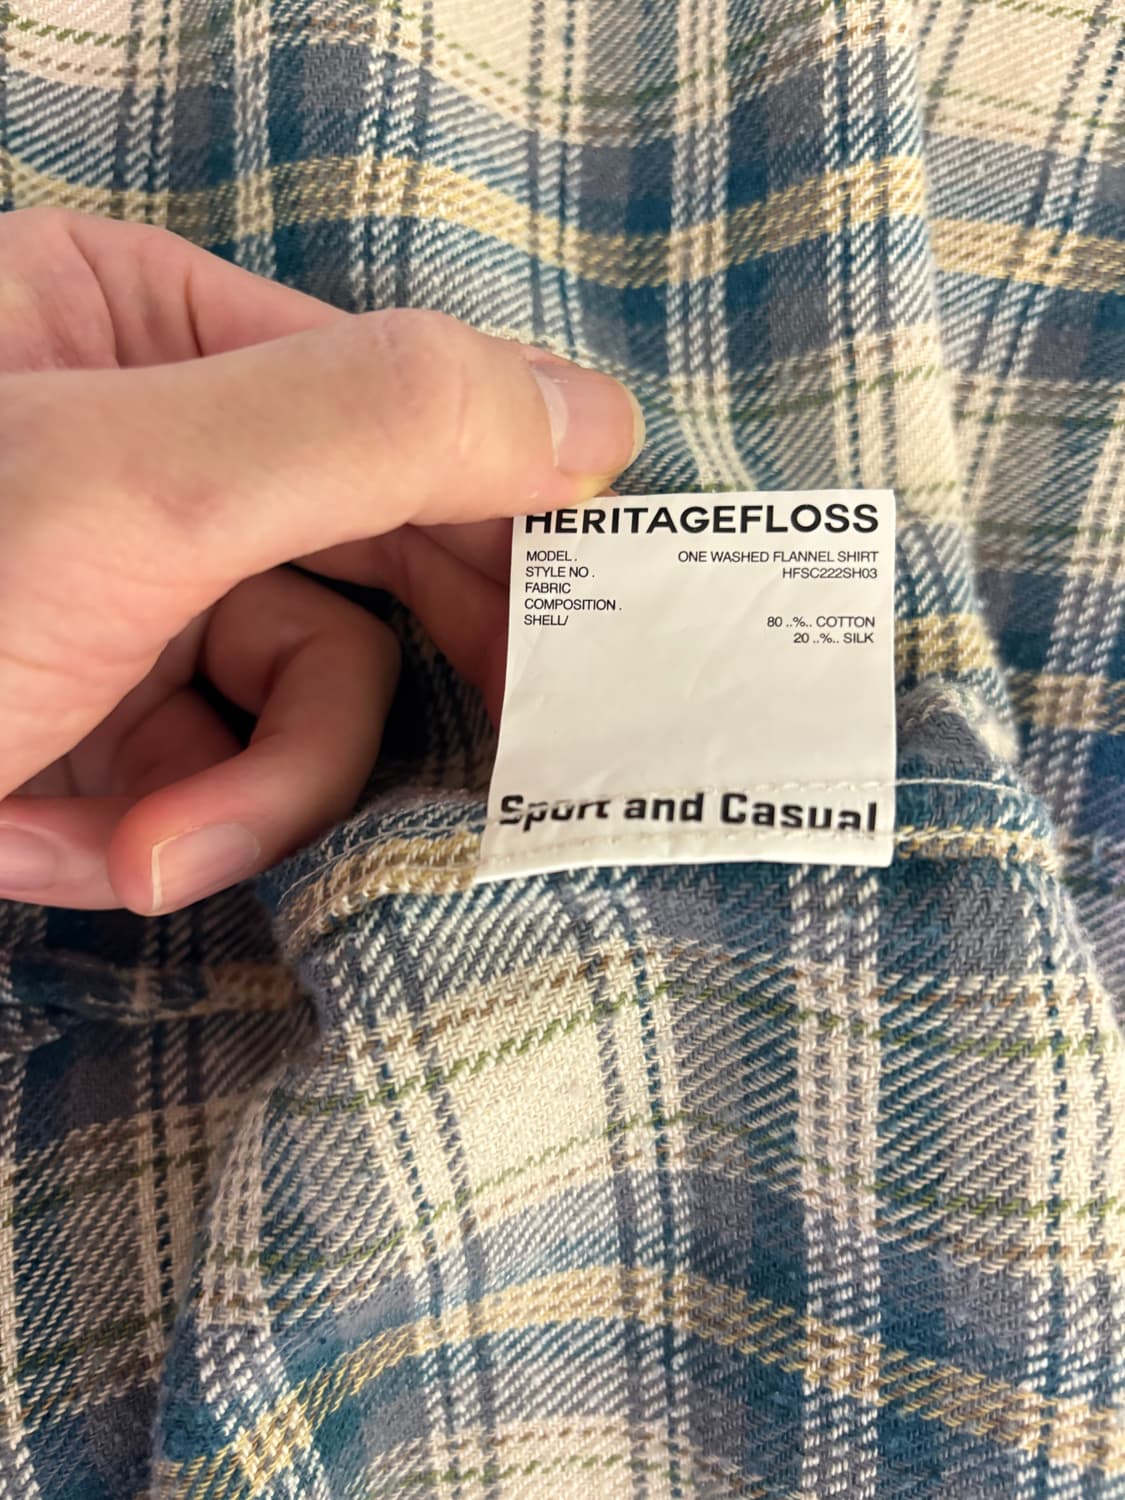 HERITAGEFLOSS
MODEL . ONE WASHED FLANNEL SHIRT
STYLE NO . HFSC222SH03
FABRIC
COMPOSITION .
SHELL/ 80 ..%.. COTTON
20 ..%.. SILK
Sport and Casual